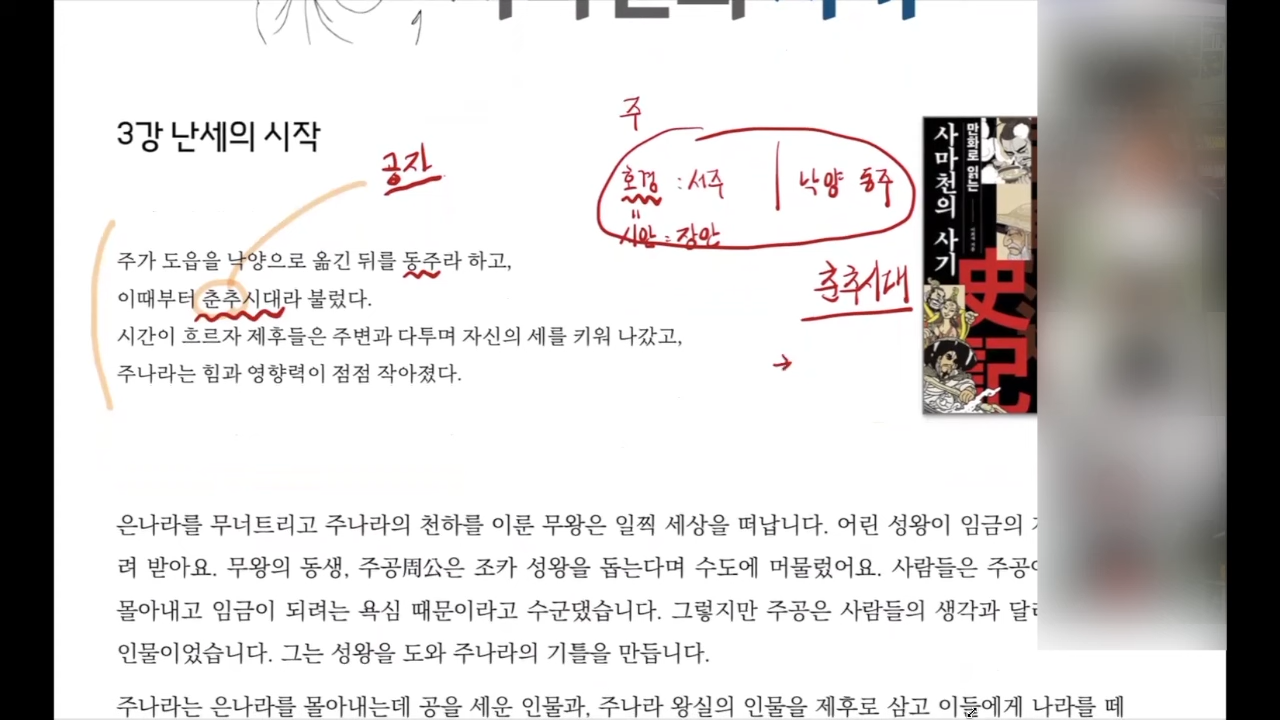 3강 난세의 시작
공자
주
호경 : 서주 | 낙양 동주
시안 : 장안
춘추시대
만화로 읽는
사마천의 사기
史記
주가 도읍을 낙양으로 옮긴 뒤를 동주라 하고,
이때부터 춘추시대라 불렀다.
시간이 흐르자 제후들은 주변과 다투며 자신의 세를 키워 나갔고,
주나라는 힘과 영향력이 점점 작아졌다.
은나라를 무너트리고 주나라의 천하를 이룬 무왕은 일찍 세상을 떠납니다. 어린 성왕이 임금의
려 받아요. 무왕의 동생, 주공周公은 조카 성왕을 돕는다며 수도에 머물렀어요. 사람들은
몰아내고 임금이 되려는 욕심 때문이라고 수군댔습니다. 그렇지만 주공은 사람들의 생각과
인물이었습니다. 그는 성왕을 도와 주나라의 기틀을 만듭니다.
주나라는 은나라를 몰아내는데 공을 세운 인물과, 주나라 왕실의 인물을 제후로 삼고 이들에게 나라를 떼